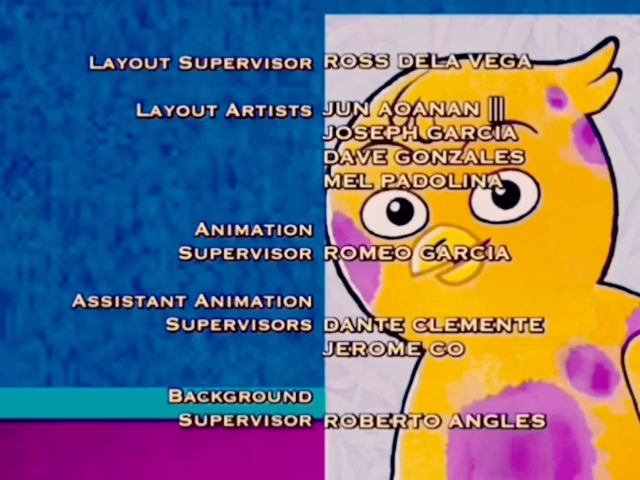 LAYOUT SUPERVISOR ROSS DELA VEGA
LAYOUT ARTISTS JUN AOANAN III
JOSEPH GARCIA
DAVE GONZALES
MEL PADOLINA
ANIMATION
SUPERVISOR ROMEO GARCIA
ASSISTANT ANIMATION
SUPERVISORS DANTE CLEMENTE
JEROME CO
BACKGROUND
SUPERVISOR ROBERTO ANGLES